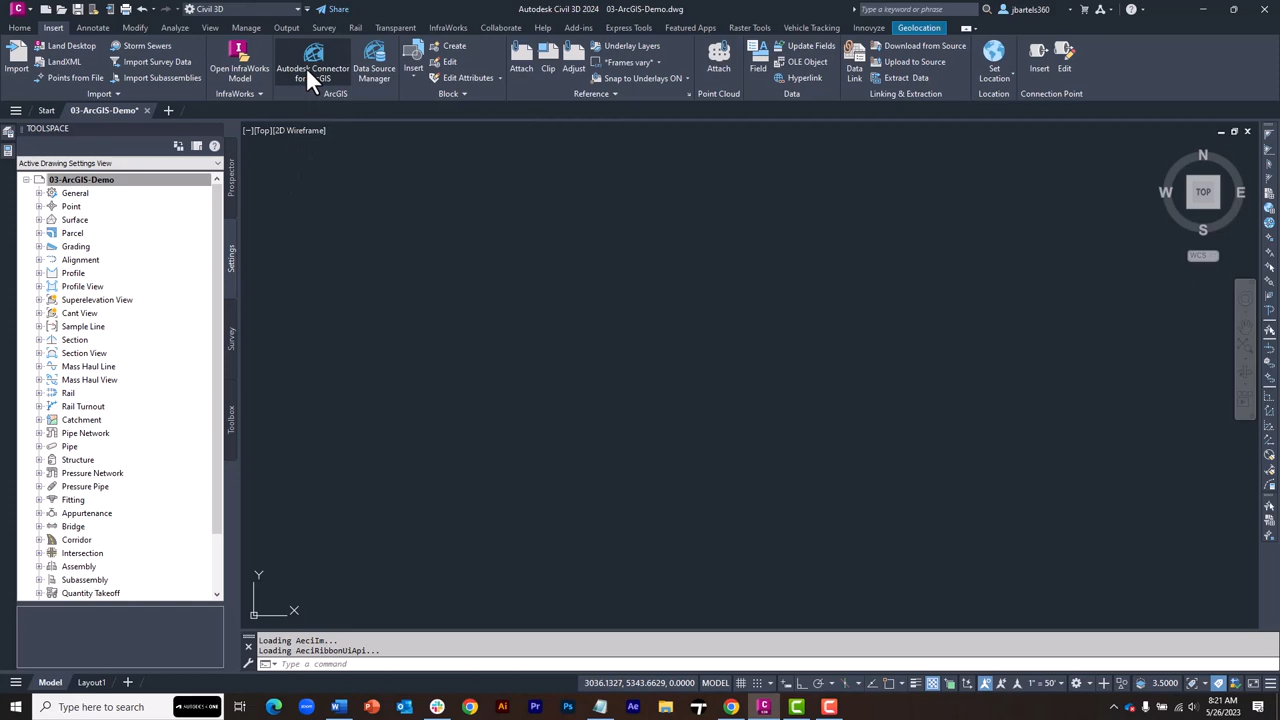 Share
Autodesk Civil 3D 2024   03-ArcGIS-Demo.dwg
Type a keyword or phrase
jbartels360
Home Insert Annotate Modify Analyze View Manage Output Survey Rail Transparent InfraWorks Collaborate Help Add-ins Express Tools Featured Apps Raster Tools Vehicle Tracking Innovyze Geolocation
Import
Land Desktop
LandXML
Points from File
Storm Sewers
Import Survey Data
Import Subassemblies
Import
Open InfraWorks
Model
InfraWorks
Autodesk Connector
for ArcGIS
Data Source
Manager
ArcGIS
Insert
Create
Edit
Edit Attributes
Block
Attach
Clip
Adjust
Underlay Layers
*Frames vary*
Snap to Underlays ON
Reference
Attach
Point Cloud
Field
Update Fields
OLE Object
Hyperlink
Data
Data
Link
Download from Source
Upload to Source
Extract Data
Linking & Extraction
Set
Location
Location
Insert
Edit
Connection Point
Start
03-ArcGIS-Demo*
TOOLSPACE
Active Drawing Settings View
03-ArcGIS-Demo
General
Point
Surface
Parcel
Grading
Alignment
Profile
Profile View
Superelevation View
Cant View
Sample Line
Section
Section View
Mass Haul Line
Mass Haul View
Rail
Rail Turnout
Catchment
Pipe Network
Pipe
Structure
Pressure Network
Pressure Pipe
Fitting
Appurtenance
Bridge
Corridor
Intersection
Assembly
Subassembly
Quantity Takeoff
Prospector
Settings
Survey
Toolbox
[−][Top][2D Wireframe]
N
W TOP E
S
WCS
Y
X
Loading AeciIm...
Loading AeciRibbonUiApi...
Type a command
Model Layout1
3036.1327, 5343.6629, 0.0000 MODEL
1" = 50'
3.5000
Type here to search
AUTODESK ONE
8:21 AM
5/26/2023